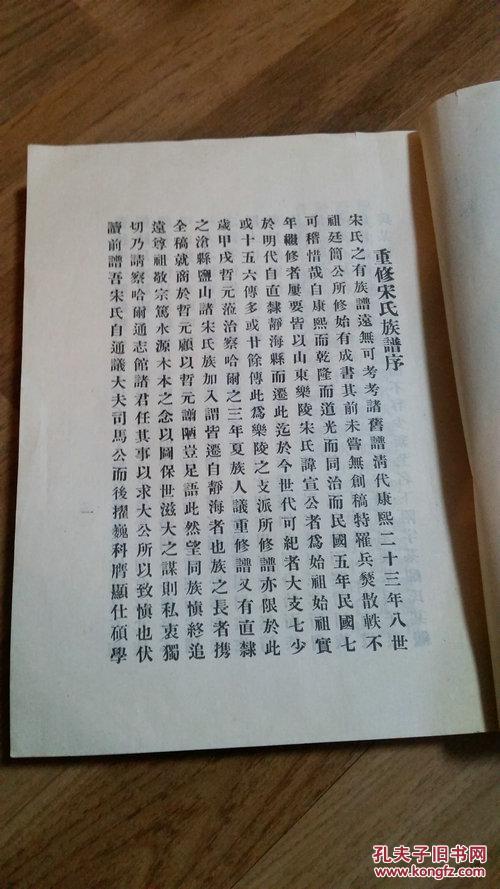 重修宋氏族譜序
宋氏之有族譜遠無可考考諸舊譜清代康熙二十三年八世
祖廷簡公所修始有成書其前未嘗無創稿特罹兵燹散軼不
可稽惜哉自康熙而乾隆而道光而同治而民國五年民國七
年繼修者屢要皆以山東樂陵宋氏諱宣公者爲始祖始祖實
於明代自直隸靜海縣而遷此迄於今世代可紀者大支七少
或十五六傳多或廿餘傳此爲樂陵之支派所修譜亦限於此
歲甲戌哲元蒞治察哈爾之三年夏族人議重修譜又有直隸
之滄縣鹽山諸宋氏族加入謂皆遷自靜海者也族之長者携
全稿就商於哲元顧以哲元謭陋豈足語此然望同族愼終追
遠尊祖敬宗篤水源木本之念以圖保世滋大之謀則私衷獨
切乃請察哈爾通志館諸君任其事以求大公所以致愼也伏
讀前譜吾宋氏自通議大夫司馬公而後擢巍科膺顯仕碩學
一
孔夫子旧书网
kongfz.com